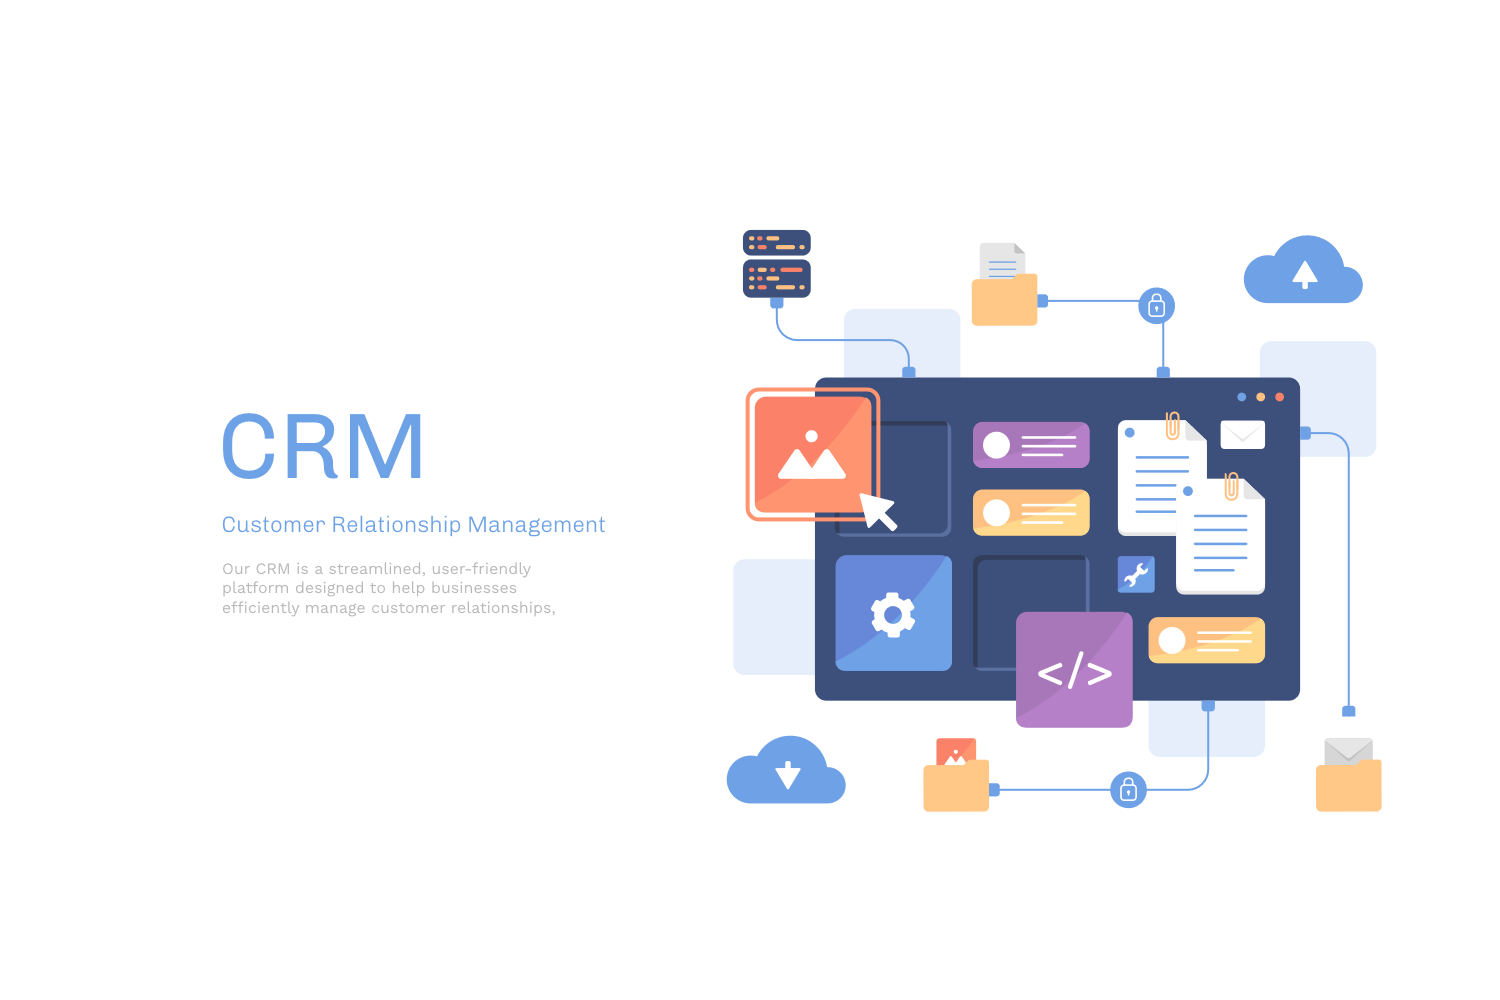 CRM
Customer Relationship Management
Our CRM is a streamlined, user-friendly
platform designed to help businesses
efficiently manage customer relationships,
</>